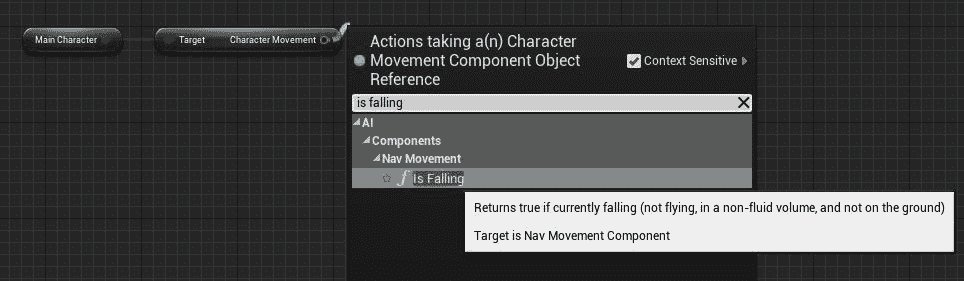 Main Character
Target Character Movement
Actions taking a(n) Character
Movement Component Object
Reference
Context Sensitive
is falling
AI
Components
Nav Movement
Is Falling
Returns true if currently falling (not flying, in a non-fluid volume, and not on the ground)
Target is Nav Movement Component